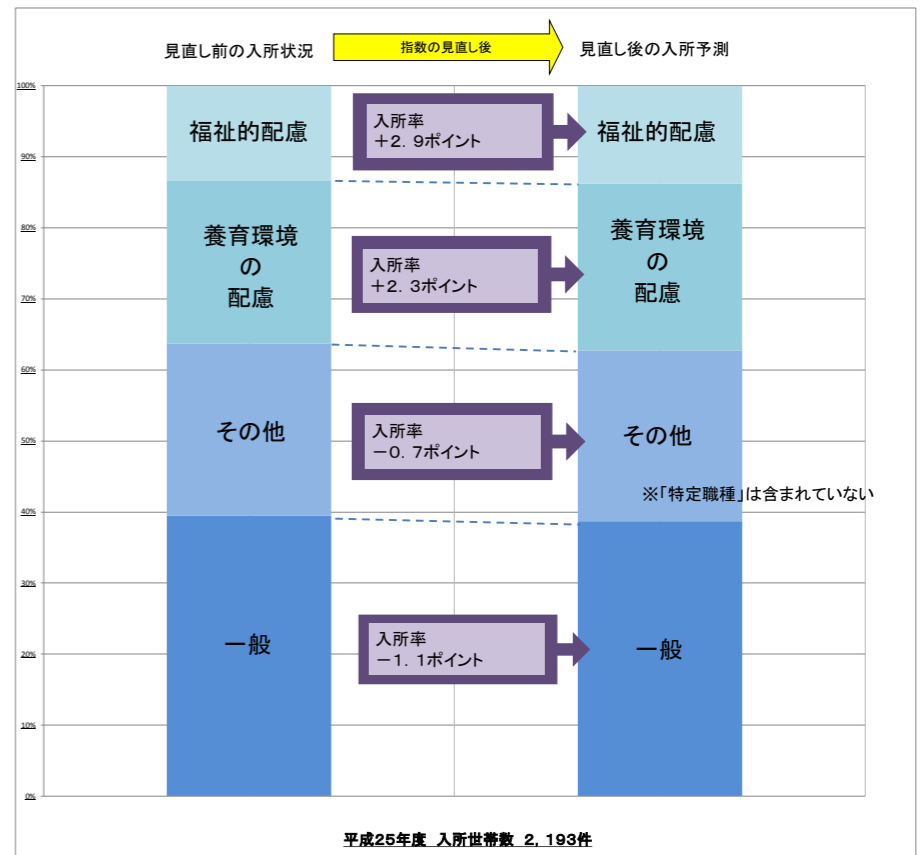 見直し前の入所状況
指数の見直し後
見直し後の入所予測
100%
90%
80%
70%
60%
50%
40%
30%
20%
10%
0%
福祉的配慮
入所率
＋2．9ポイント
福祉的配慮
養育環境
の
配慮
入所率
＋2．3ポイント
養育環境
の
配慮
その他
入所率
－0．7ポイント
その他
※「特定職種」は含まれていない
一般
入所率
－1．1ポイント
一般
平成25年度 入所世帯数 2，193件